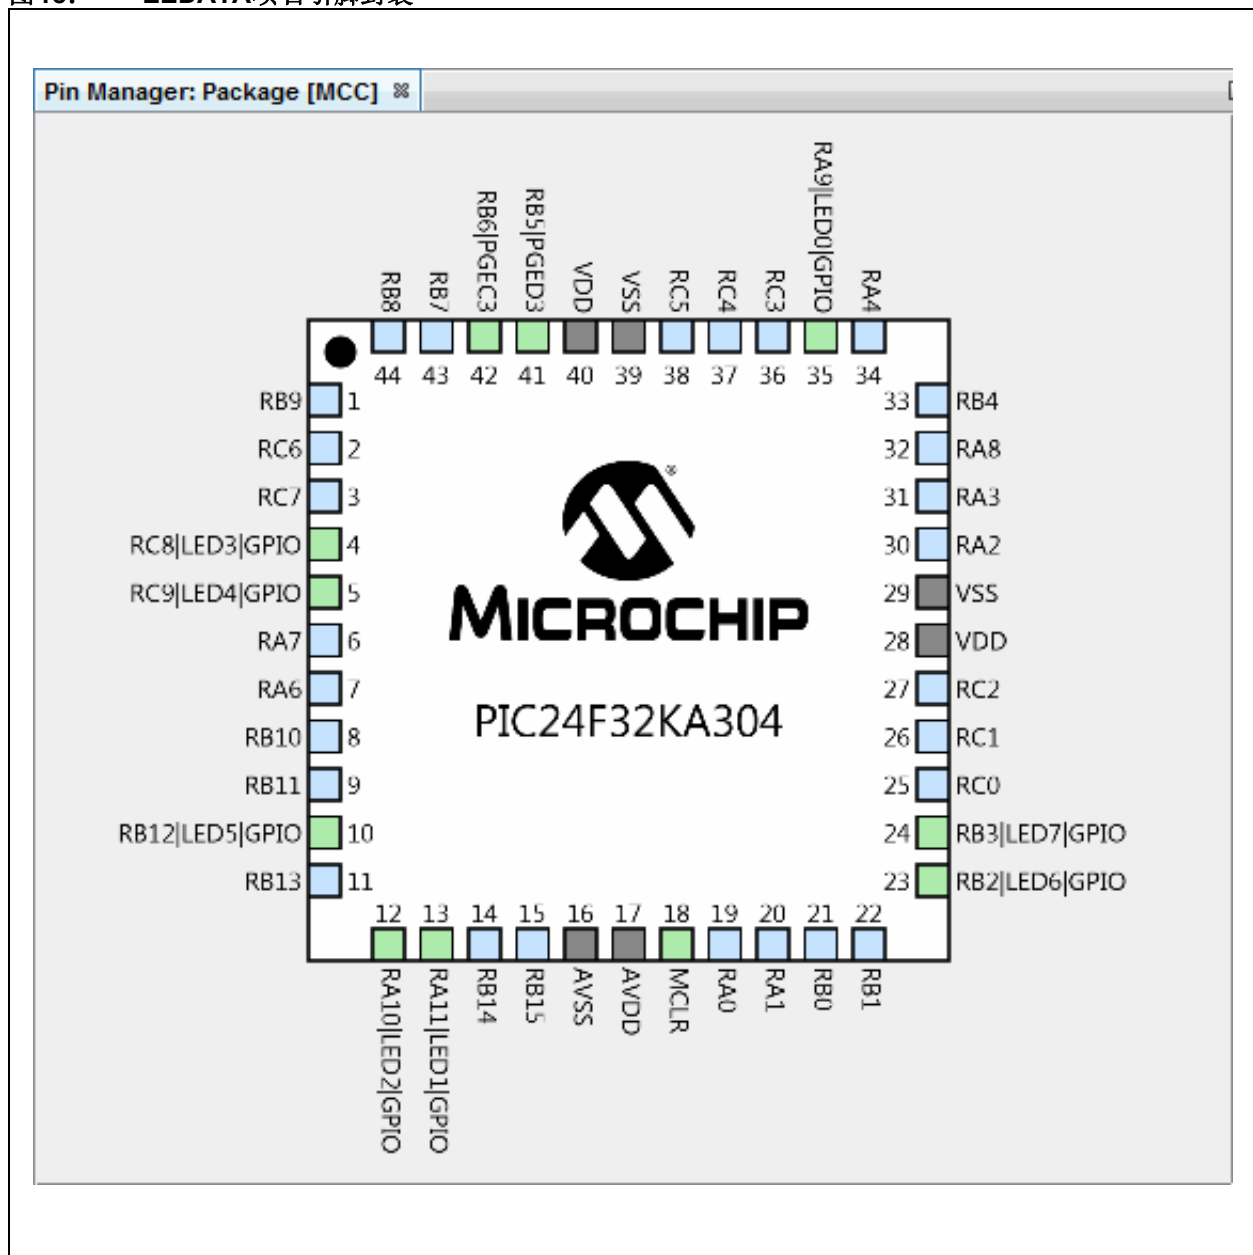 Pin Manager: Package [MCC]
RB8
RB7
RB6|PGEC3
RB5|PGED3
VDD
VSS
RC5
RC4
RC3
RA9|LED0|GPIO
RA4
44 43 42 41 40 39 38 37 36 35 34
RB9 1
RC6 2
RC7 3
RC8|LED3|GPIO 4
RC9|LED4|GPIO 5
RA7 6
RA6 7
RB10 8
RB11 9
RB12|LED5|GPIO 10
RB13 11
MICROCHIP
®
PIC24F32KA304
33 RB4
32 RA8
31 RA3
30 RA2
29 VSS
28 VDD
27 RC2
26 RC1
25 RC0
24 RB3|LED7|GPIO
23 RB2|LED6|GPIO
12 13 14 15 16 17 18 19 20 21 22
RA10|LED2|GPIO
RA11|LED1|GPIO
RB14
RB15
AVSS
AVDD
MCLR
RA0
RA1
RB0
RB1